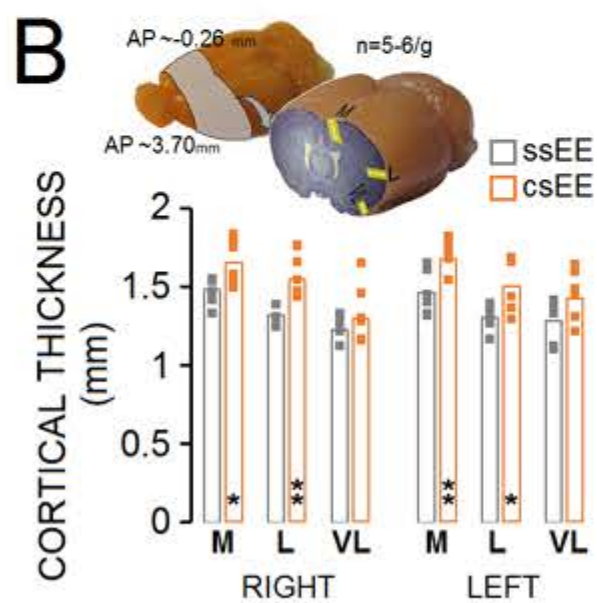 B
AP ~-0.26 mm
n=5-6/g
AP ~3.70mm
M
L
ssEE
csEE
CORTICAL THICKNESS
(mm)
2
1.5
1
0.5
0
* ** ** *
M L VL M L VL
RIGHT LEFT